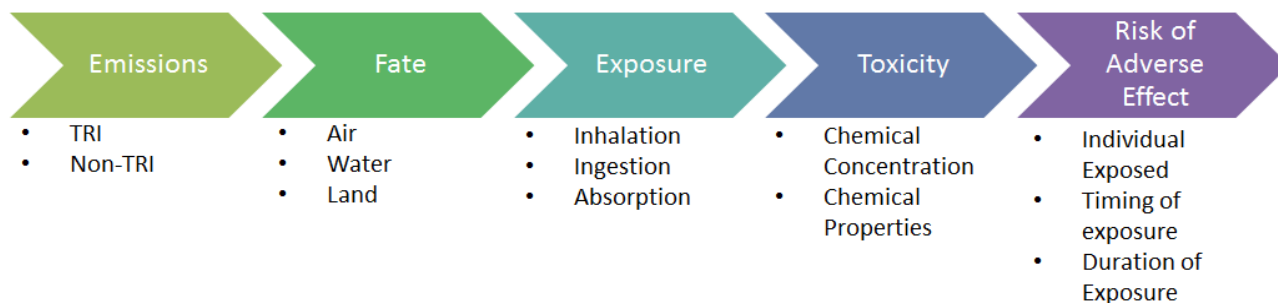 Emissions
• TRI
• Non-TRI
Fate
• Air
• Water
• Land
Exposure
• Inhalation
• Ingestion
• Absorption
Toxicity
• Chemical
Concentration
• Chemical
Properties
Risk of
Adverse
Effect
• Individual
Exposed
• Timing of
exposure
• Duration of
Exposure